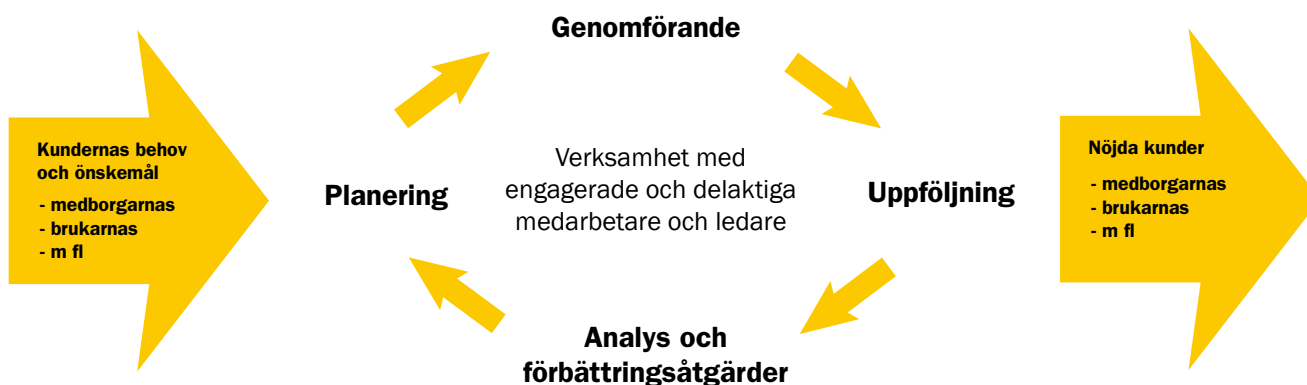 Genomförande
Kundernas behov
och önskemål
- medborgarnas
- brukarnas
- m fl
Planering
Verksamhet med
engagerade och delaktiga
medarbetare och ledare
Uppföljning
Nöjda kunder
- medborgarnas
- brukarnas
- m fl
Analys och
förbättringsåtgärder